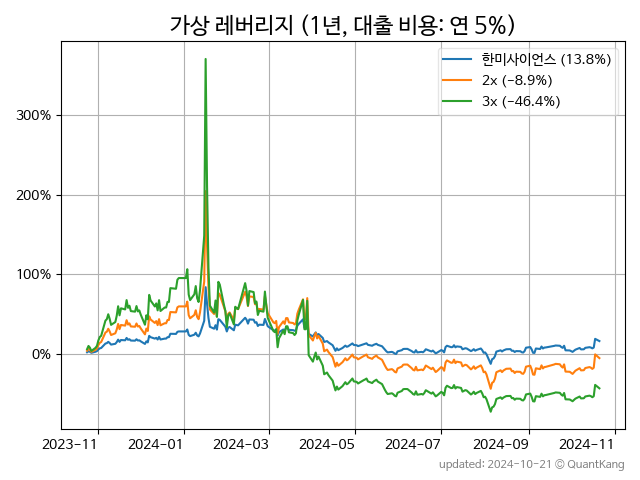 가상 레버리지 (1년, 대출 비용: 연 5%)
한미사이언스 (13.8%)
2x (−8.9%)
3x (−46.4%)
300%
200%
100%
0%
2023-11 2024-01 2024-03 2024-05 2024-07 2024-09 2024-11
updated: 2024-10-21 © QuantKang